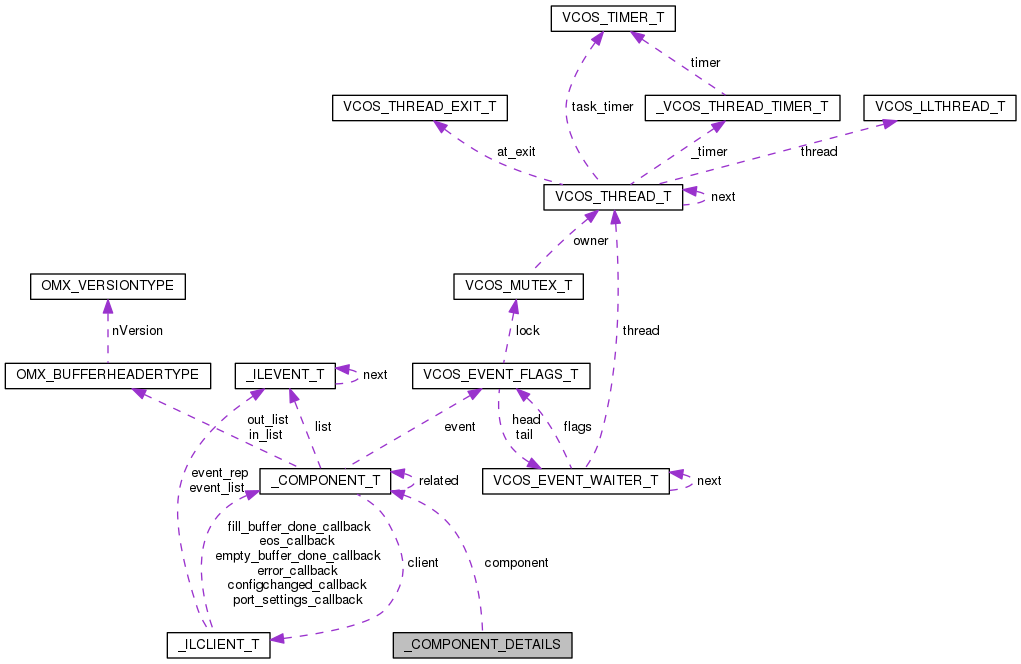 VCOS_TIMER_T
timer
VCOS_THREAD_EXIT_T
task_timer
_VCOS_THREAD_TIMER_T
VCOS_LLTHREAD_T
at_exit
_timer
thread
VCOS_THREAD_T
next
owner
OMX_VERSIONTYPE
VCOS_MUTEX_T
nVersion
lock
thread
OMX_BUFFERHEADERTYPE
_ILEVENT_T
next
VCOS_EVENT_FLAGS_T
out_list
in_list
list
event
head
tail
flags
event_rep
event_list
_COMPONENT_T
related
VCOS_EVENT_WAITER_T
next
fill_buffer_done_callback
eos_callback
empty_buffer_done_callback
error_callback
configchanged_callback
port_settings_callback
client
component
_ILCLIENT_T
_COMPONENT_DETAILS